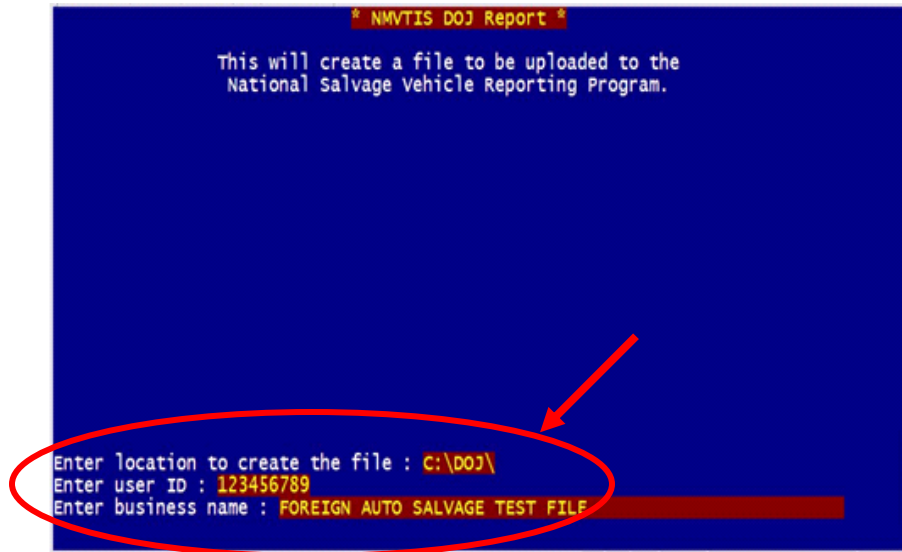 * NMVTIS DOJ Report *
This will create a file to be uploaded to the
National Salvage Vehicle Reporting Program.
Enter location to create the file : C:\DOJ\
Enter user ID : 123456789
Enter business name : FOREIGN AUTO SALVAGE TEST FILE